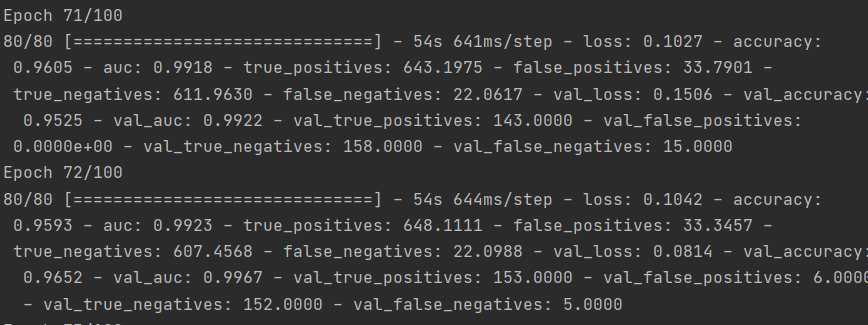 Epoch 71/100
80/80 [==============================] - 54s 641ms/step - loss: 0.1027 - accuracy:
0.9605 - auc: 0.9918 - true_positives: 643.1975 - false_positives: 33.7901 -
true_negatives: 611.9630 - false_negatives: 22.0617 - val_loss: 0.1506 - val_accuracy:
0.9525 - val_auc: 0.9922 - val_true_positives: 143.0000 - val_false_positives:
0.0000e+00 - val_true_negatives: 158.0000 - val_false_negatives: 15.0000
Epoch 72/100
80/80 [==============================] - 54s 644ms/step - loss: 0.1042 - accuracy:
0.9593 - auc: 0.9923 - true_positives: 648.1111 - false_positives: 33.3457 -
true_negatives: 607.4568 - false_negatives: 22.0988 - val_loss: 0.0814 - val_accuracy:
0.9652 - val_auc: 0.9967 - val_true_positives: 153.0000 - val_false_positives: 6.0000
- val_true_negatives: 152.0000 - val_false_negatives: 5.0000